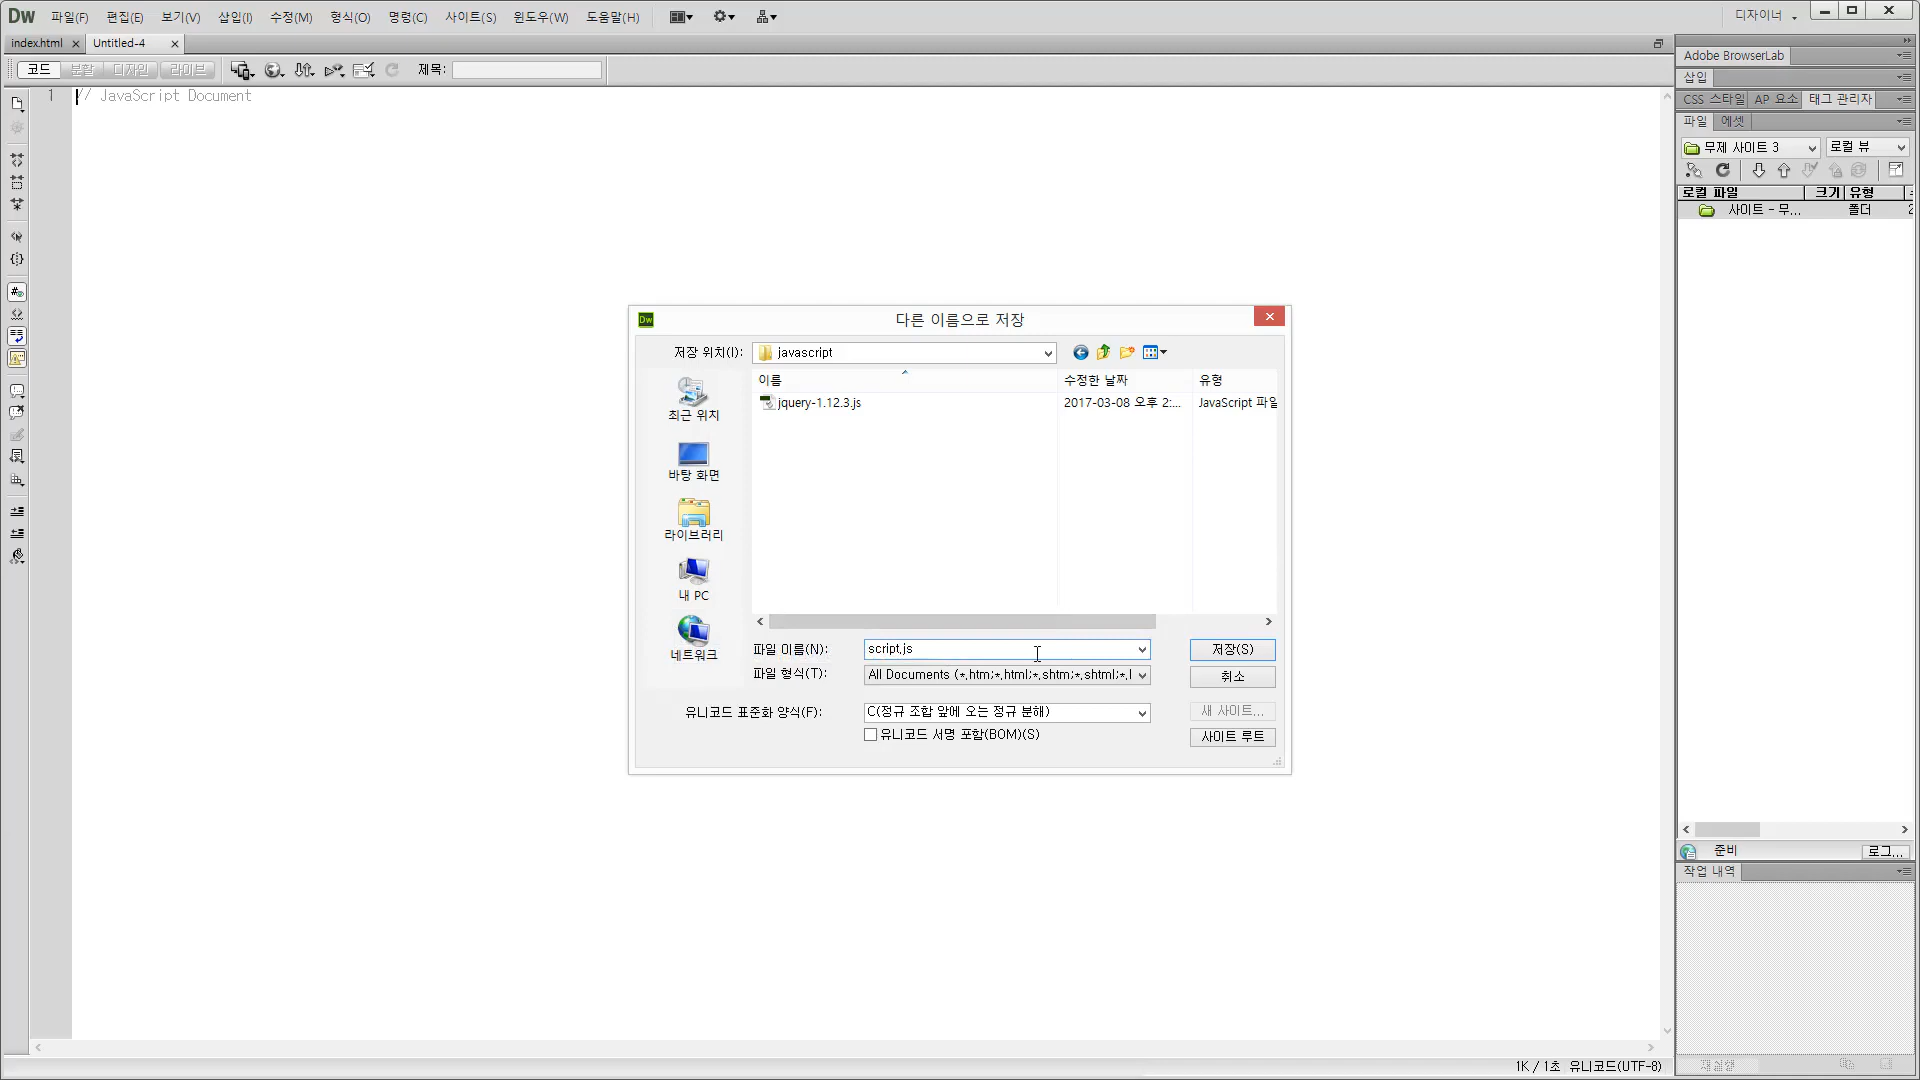 Dw 파일(F) 편집(E) 보기(V) 삽입(I) 수정(M) 형식(O) 명령(C) 사이트(S) 윈도우(W) 도움말(H) 디자이너
index.html Untitled-4
코드 분할 디자인 라이브 제목:
1 // JavaScript Document
Adobe BrowserLab
삽입
CSS 스타일 AP 요소 태그 관리자
파일 에셋
무제 사이트 3 로컬 뷰
로컬 파일 크기 유형
사이트 - 무... 폴더 2
Dw 다른 이름으로 저장
저장 위치(I): javascript
이름 수정한 날짜 유형
jquery-1.12.3.js 2017-03-08 오후 2:... JavaScript 파일
최근 위치
바탕 화면
라이브러리
내 PC
네트워크
파일 이름(N): script.js 저장(S)
파일 형식(T): All Documents (*.htm;*.html;*.shtm;*.shtml;*.l 취소
유니코드 표준화 양식(F): C(정규 조합 앞에 오는 정규 분해) 새 사이트...
유니코드 서명 포함(BOM)(S) 사이트 루트
준비 로그...
작업 내역
재실행
1K / 1초 유니코드(UTF-8)